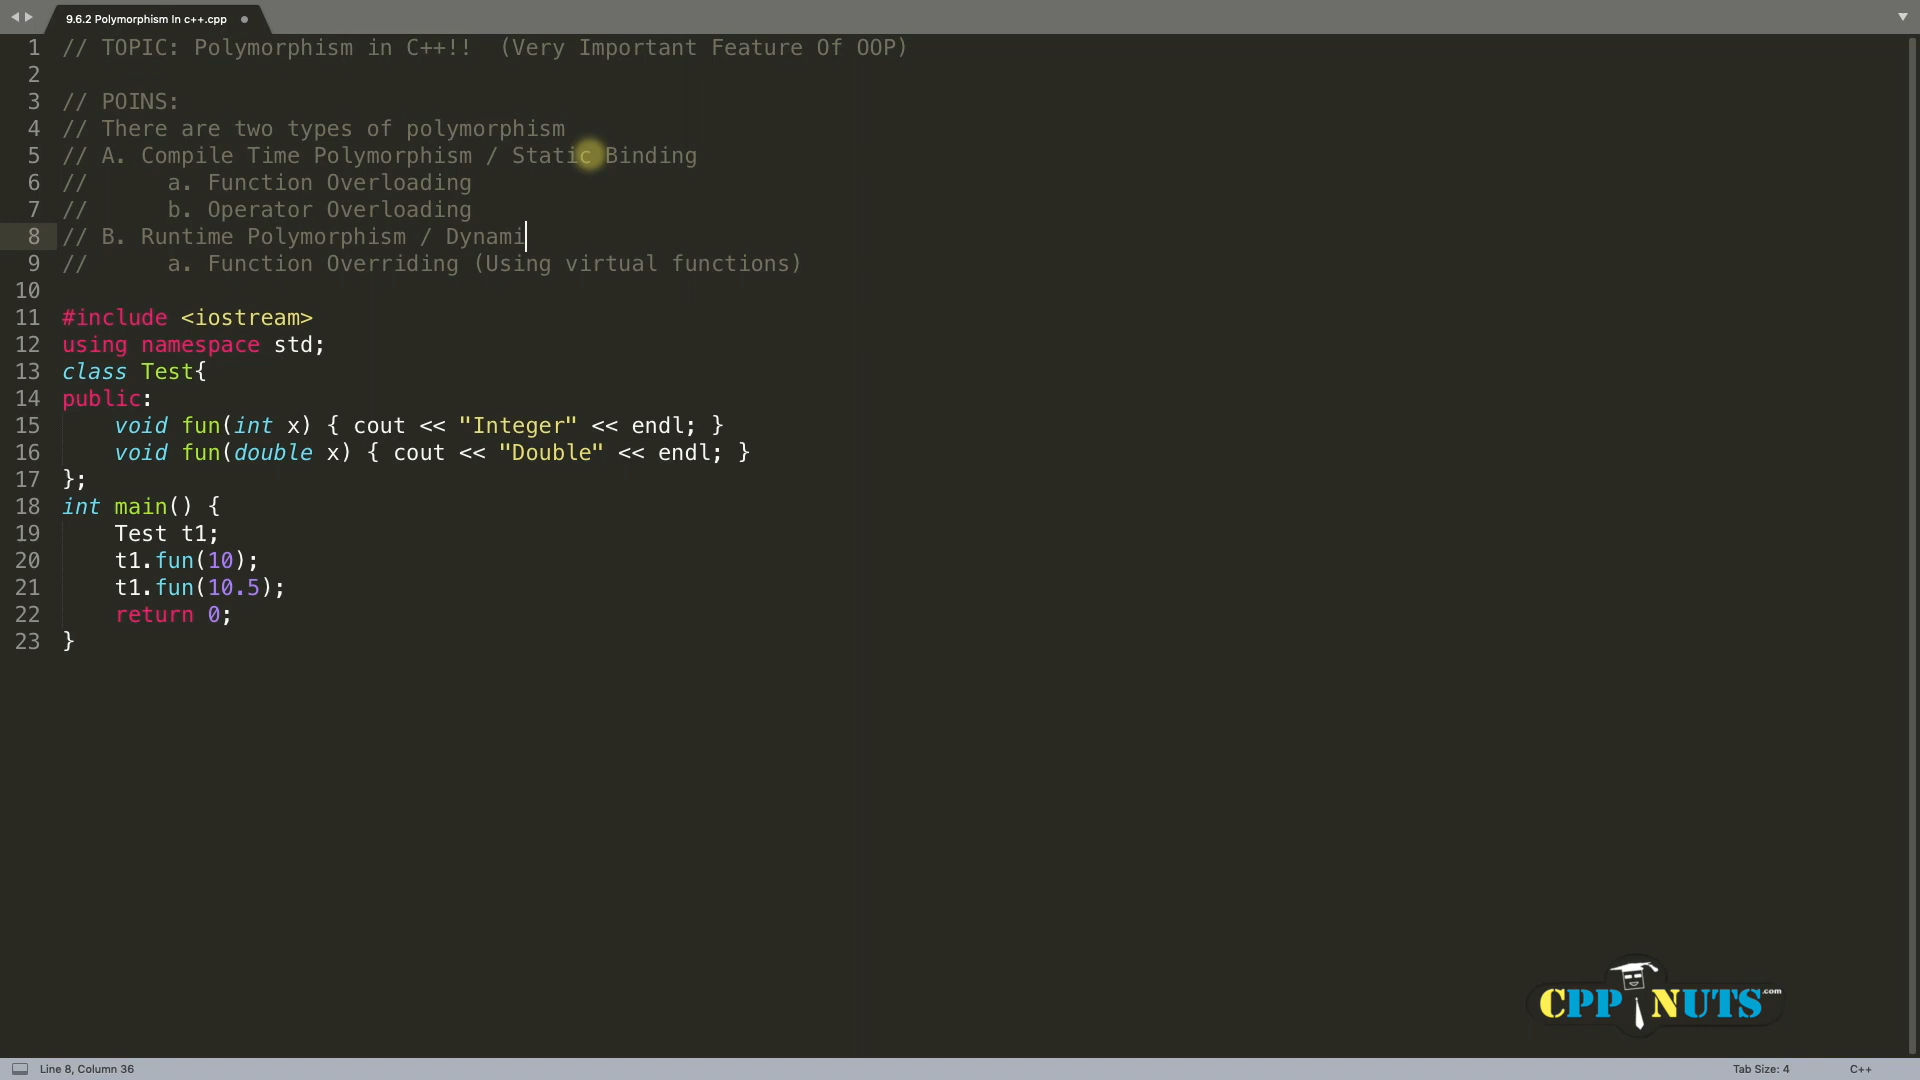 9.6.2 Polymorphism In c++.cpp
1 // TOPIC: Polymorphism in C++!!  (Very Important Feature Of OOP)
2
3 // POINS:
4 // There are two types of polymorphism
5 // A. Compile Time Polymorphism / Static Binding
6 //      a. Function Overloading
7 //      b. Operator Overloading
8 // B. Runtime Polymorphism / Dynami
9 //      a. Function Overriding (Using virtual functions)
10
11 #include <iostream>
12 using namespace std;
13 class Test{
14 public:
15     void fun(int x) { cout << "Integer" << endl; }
16     void fun(double x) { cout << "Double" << endl; }
17 };
18 int main() {
19     Test t1;
20     t1.fun(10);
21     t1.fun(10.5);
22     return 0;
23 }
CPP NUTS .com
Line 8, Column 36
Tab Size: 4
C++